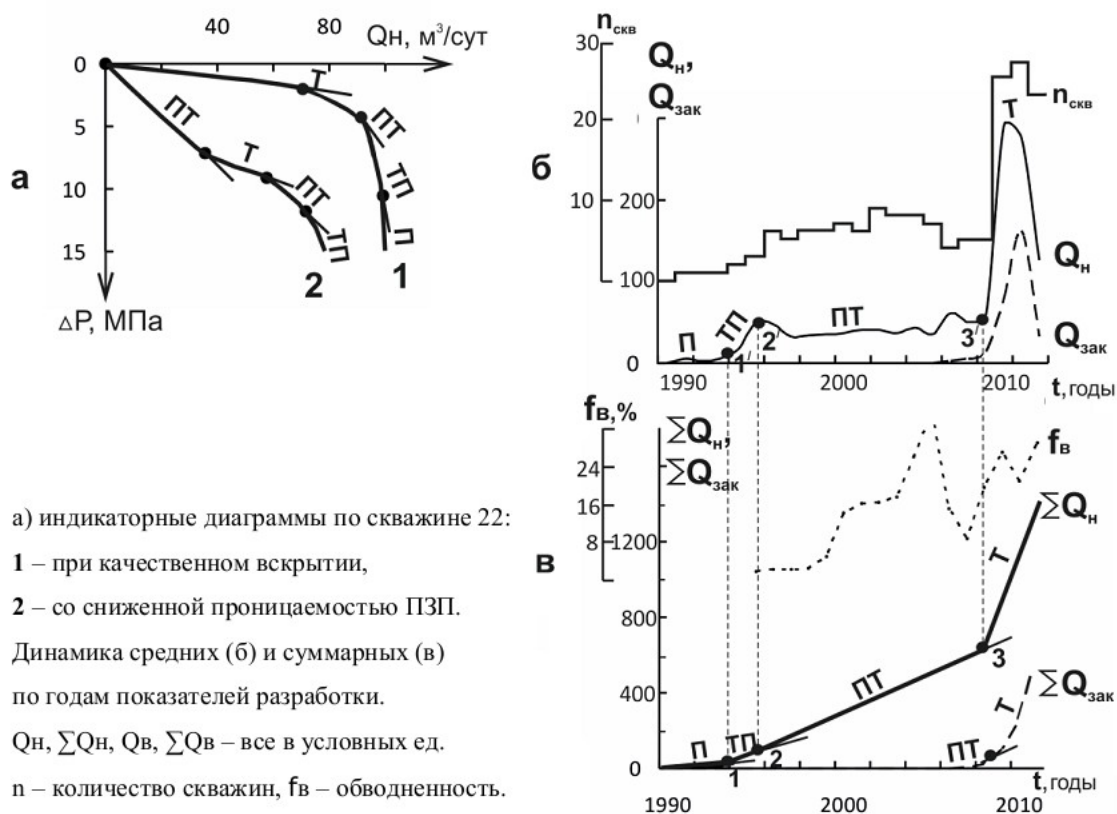 40 80 Qн, м³/сут
0
5
10
15
ПТ Т ПТ ТП
Т ПТ ТП П
2 1
ΔP, МПа
а
nскв
30
20
10
Qн,
Qзак
200
100
0
б
nскв
Т
Qн
Qзак
П ТП ПТ
1 2 3
1990 2000 2010
t, годы
fв,%
24
16
8
∑Qн,
∑Qзак
1200
800
400
0
в
fв
∑Qн
Т
∑Qзак
П ТП ПТ
1 2 3
ПТ Т
t, годы
1990 2000 2010
а) индикаторные диаграммы по скважине 22:
1 – при качественном вскрытии,
2 – со сниженной проницаемостью ПЗП.
Динамика средних (б) и суммарных (в)
по годам показателей разработки.
Qн, ∑Qн, Qв, ∑Qв – все в условных ед.
n – количество скважин, fв – обводненность.